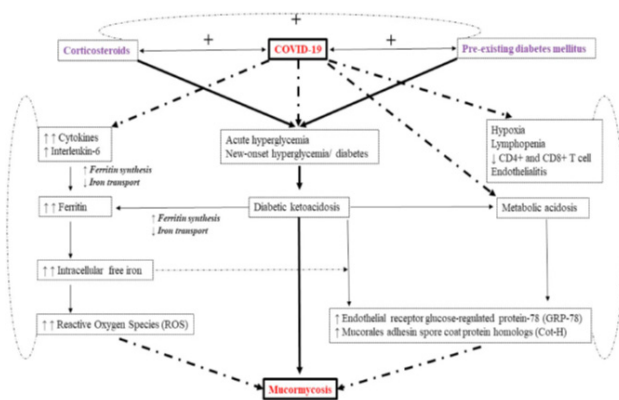 +
+ +
Corticosteroids COVID-19 Pre-existing diabetes mellitus
↑ ↑ Cytokines
↑ Interleukin-6
Acute hyperglycemia
New-onset hyperglycemia/ diabetes
Hypoxia
Lymphopenia
↓ CD4+ and CD8+ T cell
Endothelialitis
↑ Ferritin synthesis
↓ Iron transport
↑ ↑ Ferritin
↑ Ferritin synthesis
↓ Iron transport
Diabetic ketoacidosis
Metabolic acidosis
↑ ↑ Intracellular free iron
↑ ↑ Reactive Oxygen Species (ROS)
↑ Endothelial receptor glucose-regulated protein-78 (GRP-78)
↑ Mucorales adhesin spore coat protein homologs (Cot-H)
Mucormycosis